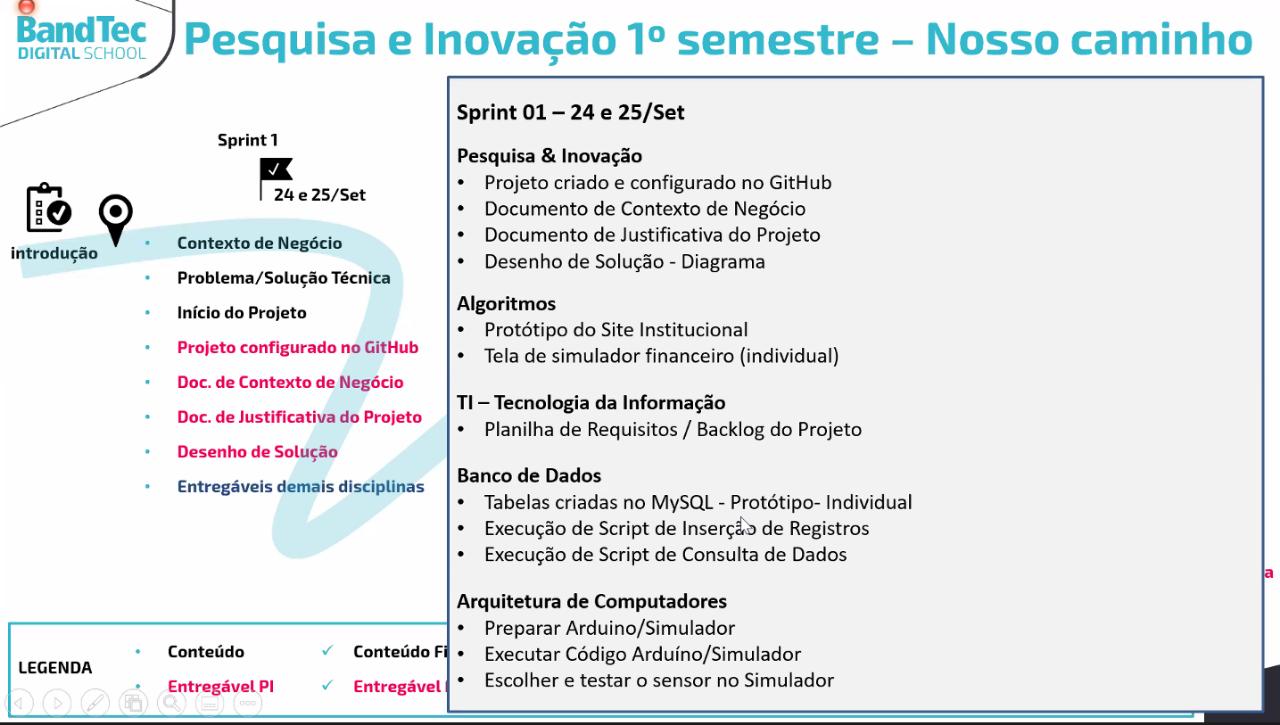 BandTec
DIGITAL SCHOOL
Pesquisa e Inovação 1º semestre – Nosso caminho
Sprint 1
24 e 25/Set
introdução
• Contexto de Negócio
• Problema/Solução Técnica
• Início do Projeto
• Projeto configurado no GitHub
• Doc. de Contexto de Negócio
• Doc. de Justificativa do Projeto
• Desenho de Solução
• Entregáveis demais disciplinas
Sprint 01 – 24 e 25/Set
Pesquisa & Inovação
• Projeto criado e configurado no GitHub
• Documento de Contexto de Negócio
• Documento de Justificativa do Projeto
• Desenho de Solução - Diagrama
Algoritmos
• Protótipo do Site Institucional
• Tela de simulador financeiro (individual)
TI – Tecnologia da Informação
• Planilha de Requisitos / Backlog do Projeto
Banco de Dados
• Tabelas criadas no MySQL - Protótipo- Individual
• Execução de Script de Inserção de Registros
• Execução de Script de Consulta de Dados
Arquitetura de Computadores
• Preparar Arduino/Simulador
• Executar Código Arduíno/Simulador
• Escolher e testar o sensor no Simulador
a
LEGENDA
• Conteúdo
✓ Conteúdo Fi
• Entregável PI
✓ Entregável